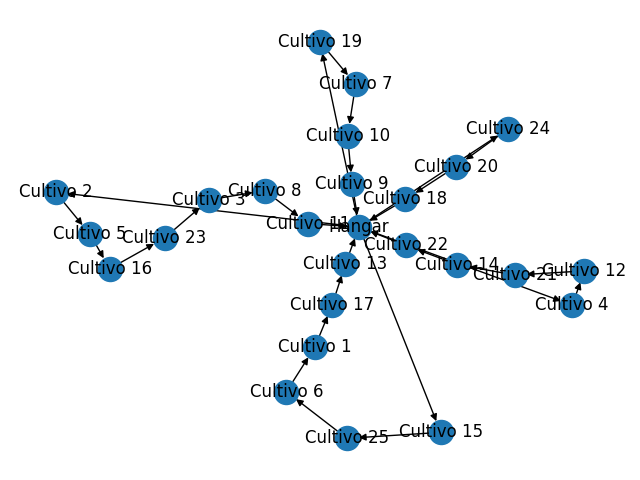 Cultivo 19
Cultivo 7
Cultivo 24
Cultivo 10
Cultivo 20
Cultivo 9
Cultivo 2
Cultivo 8
Cultivo 3
Cultivo 18
Cultivo 11
hangar
Cultivo 5
Cultivo 23
Cultivo 22
Cultivo 13
Cultivo 14
Cultivo 16
Cultivo 12
Cultivo 21
Cultivo 17
Cultivo 4
Cultivo 1
Cultivo 6
Cultivo 15
Cultivo 25